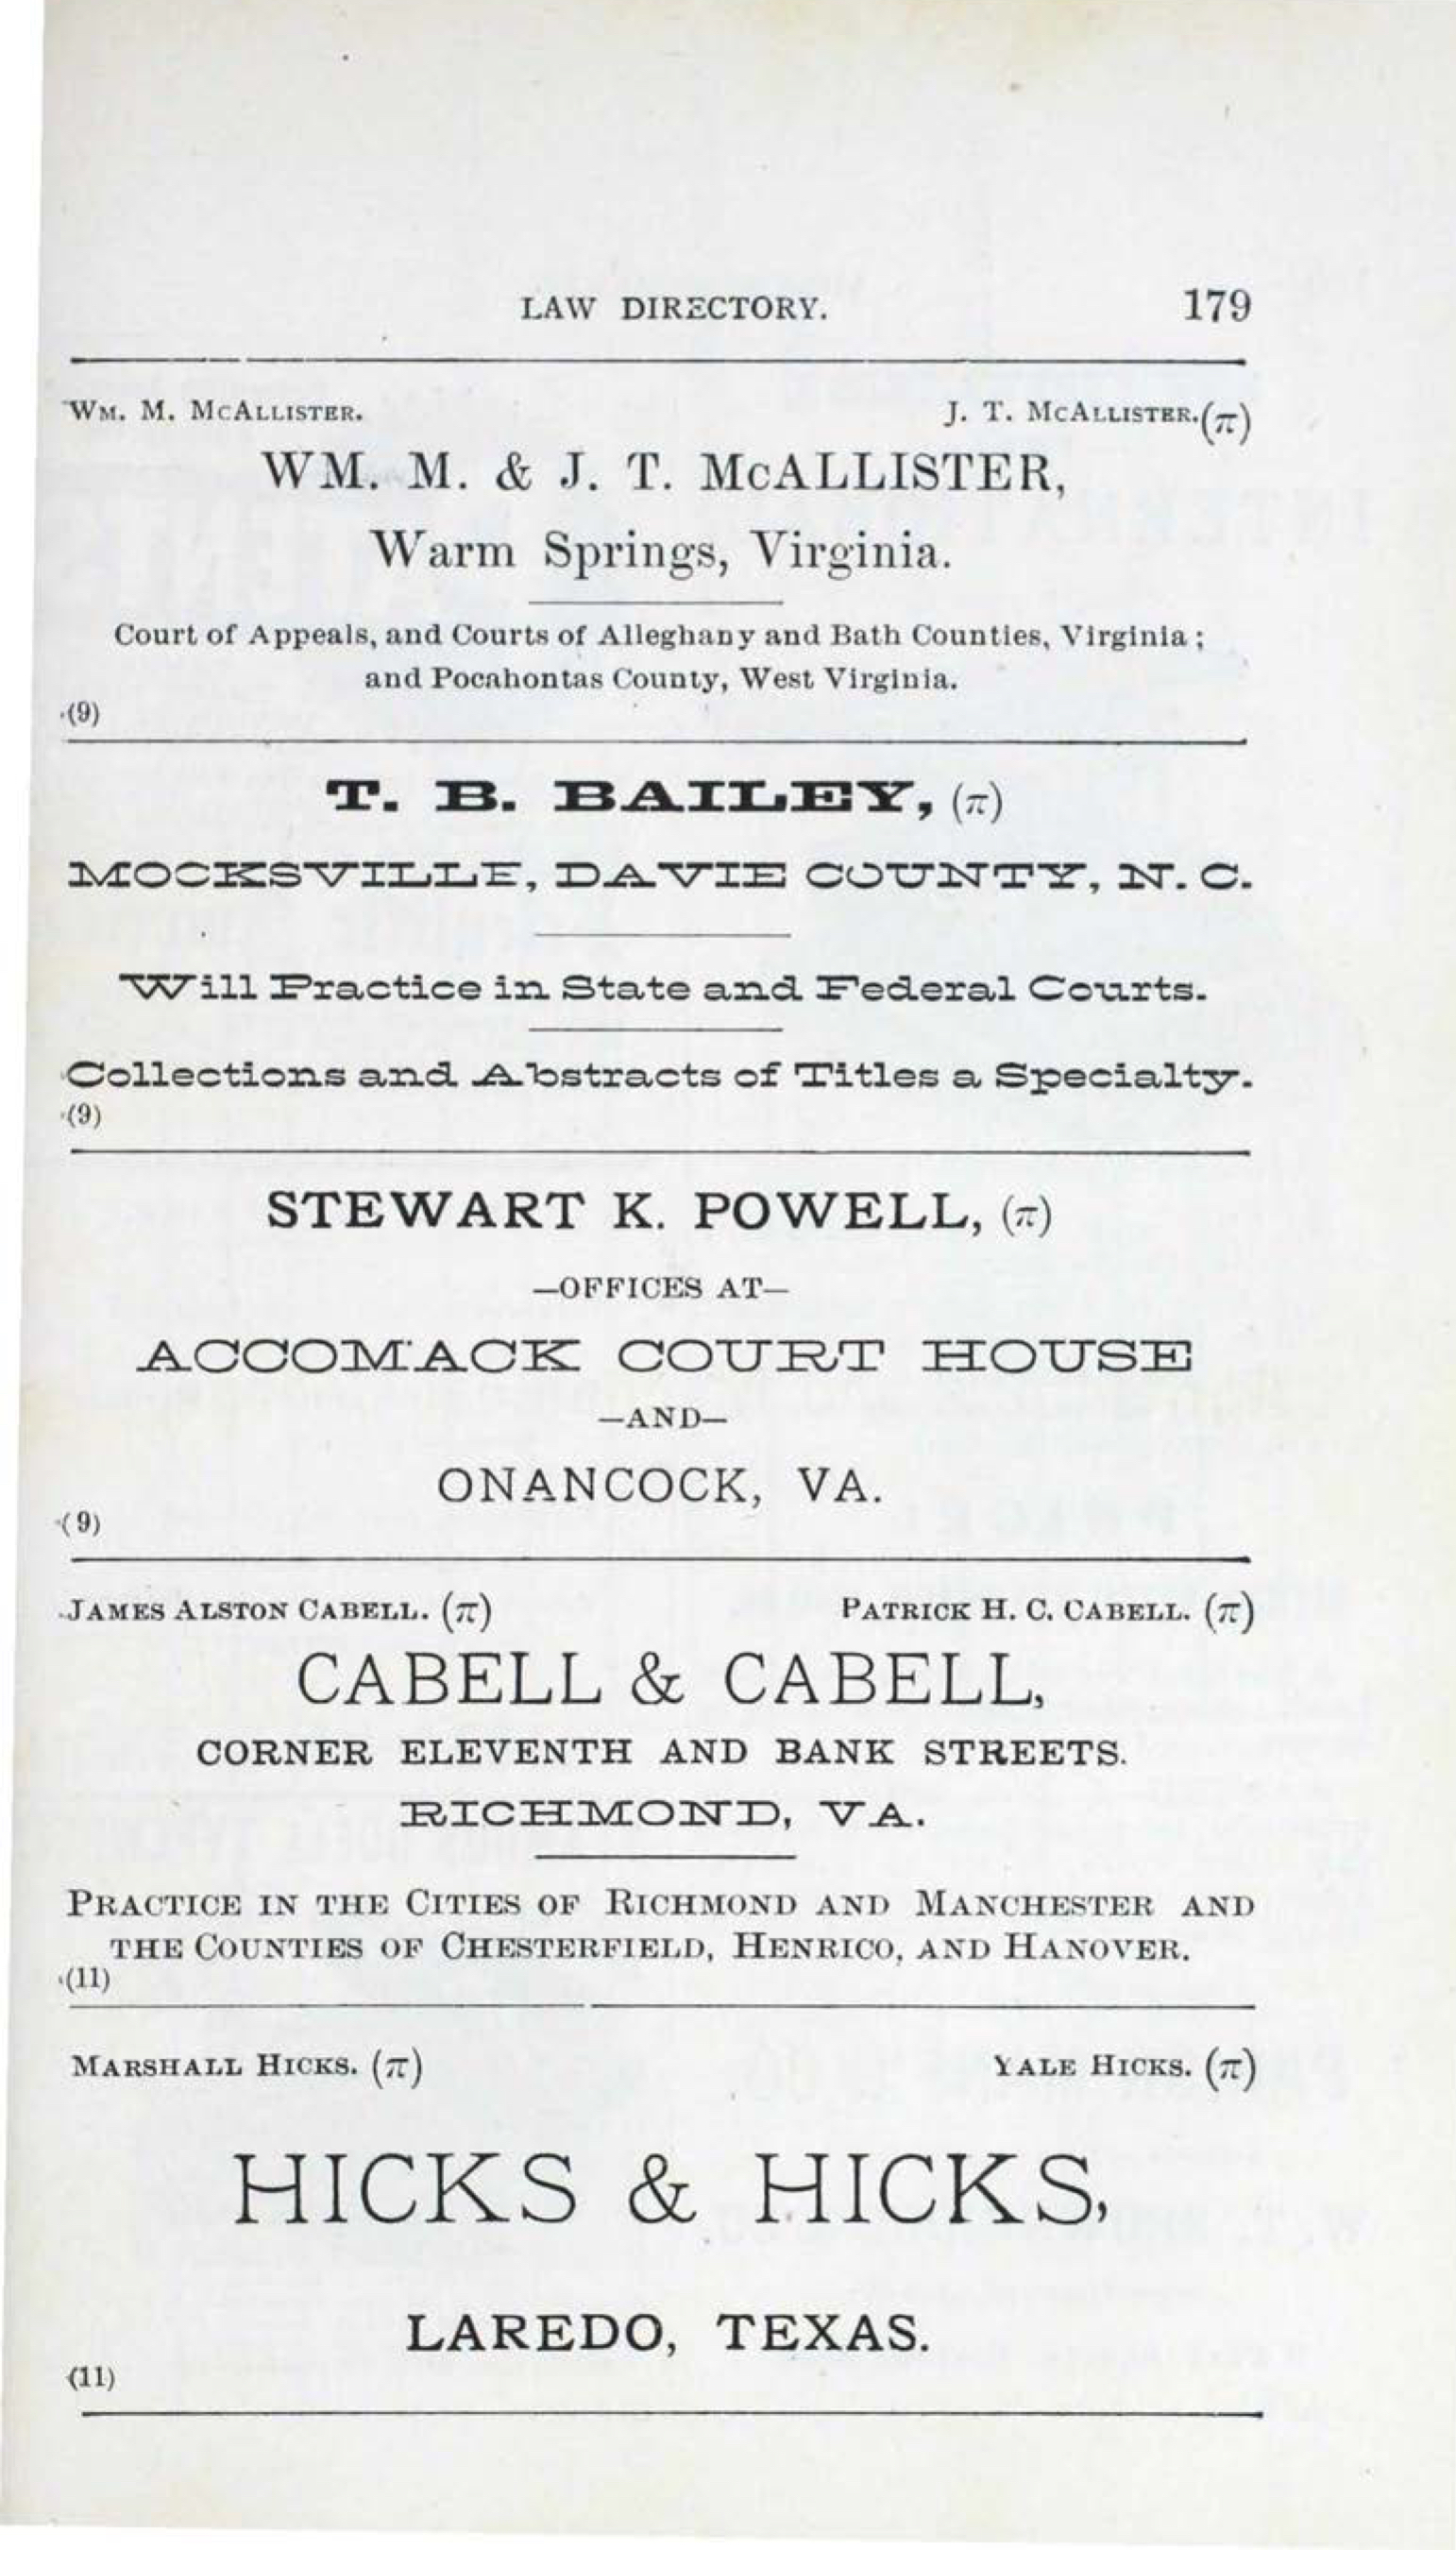 LAW DIRECTORY. 179
WM. M. MCALLISTER. J. T. MCALLISTER.(π)
WM. M. & J. T. McALLISTER,
Warm Springs, Virginia.
Court of Appeals, and Courts of Alleghany and Bath Counties, Virginia;
and Pocahontas County, West Virginia.
(9)
T. B. BAILEY, (π)
MOCKSVILLE, DAVIE COUNTY, N. C.
Will Practice in State and Federal Courts.
Collections and Abstracts of Titles a Specialty.
(9)
STEWART K. POWELL, (π)
—OFFICES AT—
ACCOMACK COURT HOUSE
—AND—
ONANCOCK, VA.
(9)
JAMES ALSTON CABELL. (π) PATRICK H. C. CABELL. (π)
CABELL & CABELL,
CORNER ELEVENTH AND BANK STREETS.
RICHMOND, VA.
PRACTICE IN THE CITIES OF RICHMOND AND MANCHESTER AND
THE COUNTIES OF CHESTERFIELD, HENRICO, AND HANOVER.
(11)
MARSHALL HICKS. (π) YALE HICKS. (π)
HICKS & HICKS,
LAREDO, TEXAS.
(11)